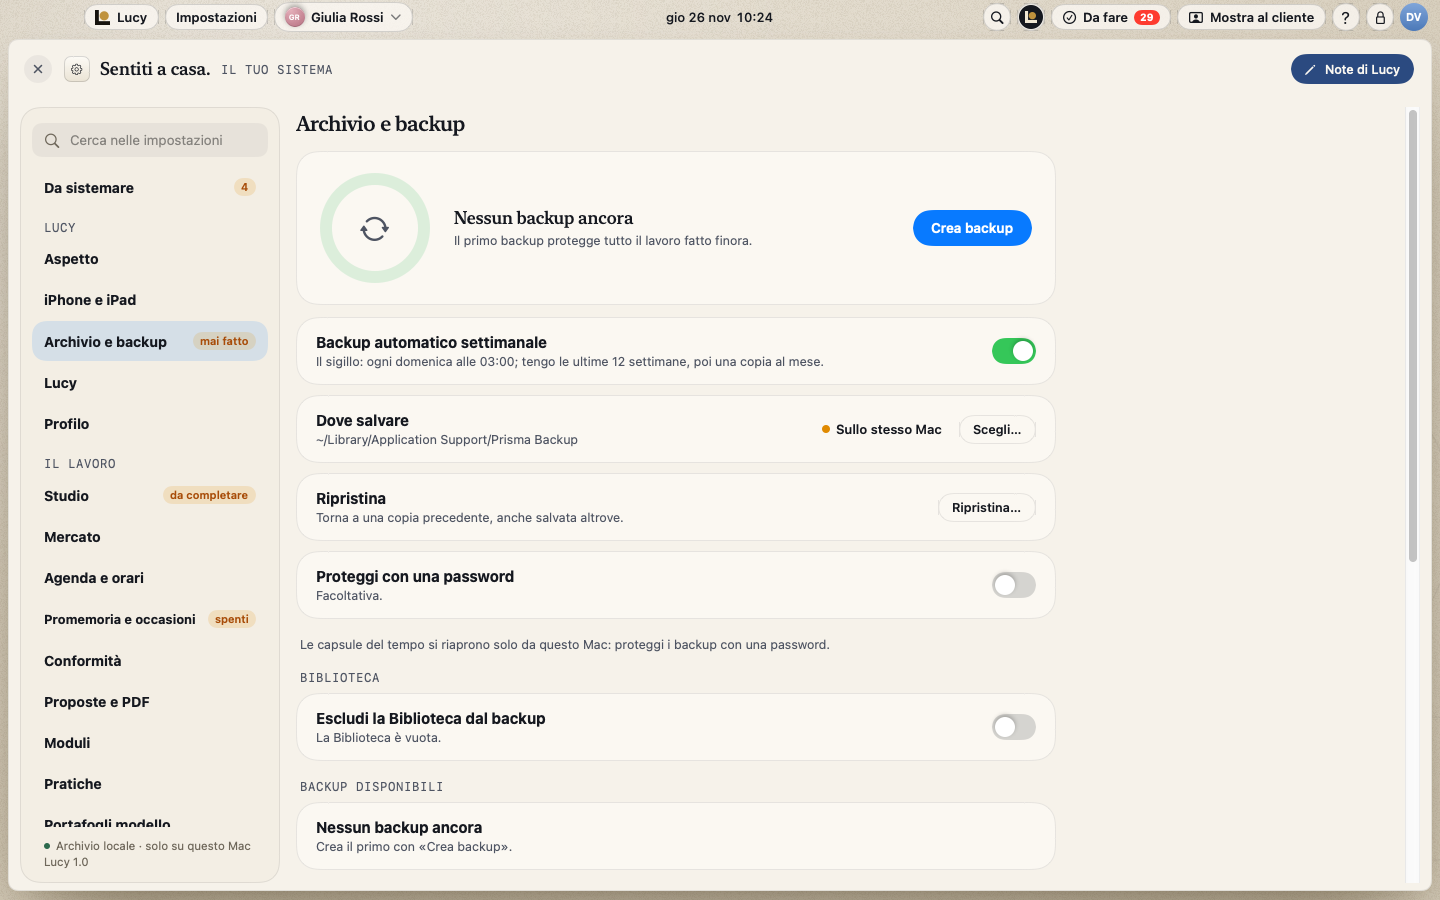 Lucy
Impostazioni
GR Giulia Rossi
gio 26 nov 10:24
Da fare 29
Mostra al cliente
?
DV
Sentiti a casa. IL TUO SISTEMA
Note di Lucy
Cerca nelle impostazioni
Da sistemare 4
LUCY
Aspetto
iPhone e iPad
Archivio e backup mai fatto
Lucy
Profilo
IL LAVORO
Studio da completare
Mercato
Agenda e orari
Promemoria e occasioni spenti
Conformità
Proposte e PDF
Moduli
Pratiche
Portafogli modello
Archivio locale · solo su questo Mac
Lucy 1.0
Archivio e backup
Nessun backup ancora
Il primo backup protegge tutto il lavoro fatto finora.
Crea backup
Backup automatico settimanale
Il sigillo: ogni domenica alle 03:00; tengo le ultime 12 settimane, poi una copia al mese.
Dove salvare
~/Library/Application Support/Prisma Backup
Sullo stesso Mac
Scegli...
Ripristina
Torna a una copia precedente, anche salvata altrove.
Ripristina...
Proteggi con una password
Facoltativa.
Le capsule del tempo si riaprono solo da questo Mac: proteggi i backup con una password.
BIBLIOTECA
Escludi la Biblioteca dal backup
La Biblioteca è vuota.
BACKUP DISPONIBILI
Nessun backup ancora
Crea il primo con «Crea backup».